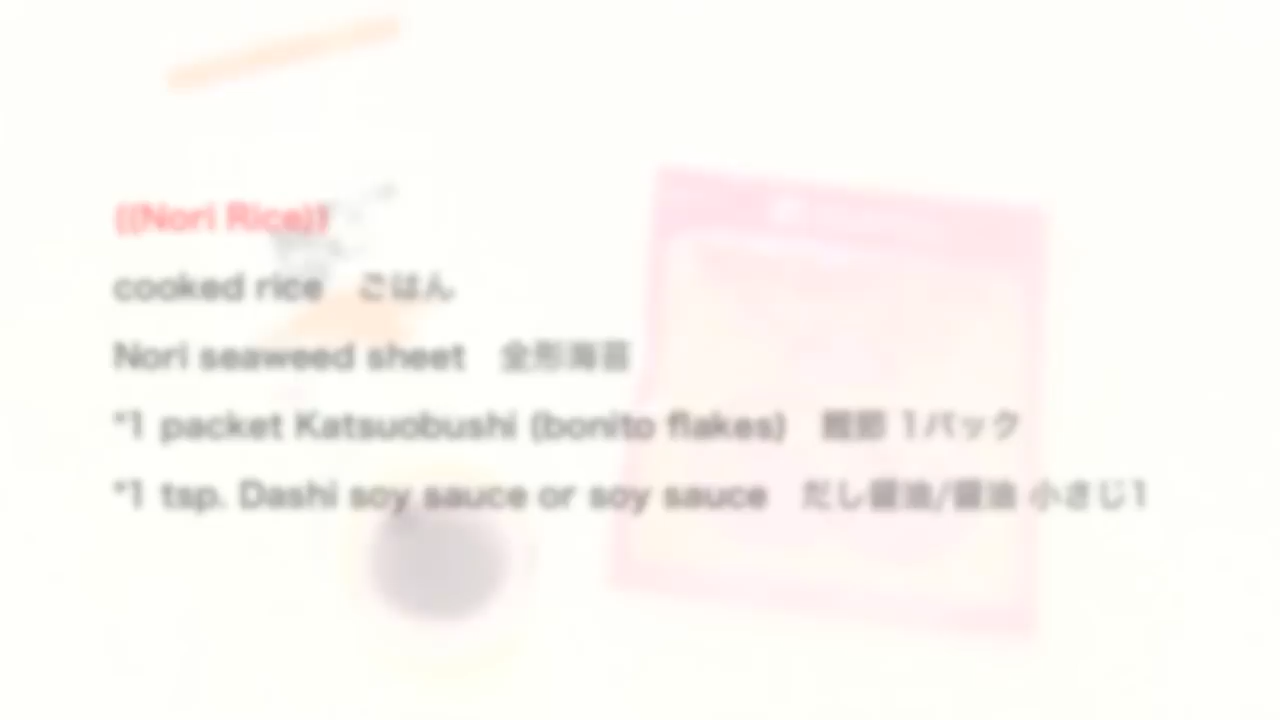 ((Nori Rice))
cooked rice ごはん
Nori seaweed sheet 全形海苔
*1 packet Katsuobushi (bonito flakes) 鰹節 1パック
*1 tsp. Dashi soy sauce or soy sauce だし醤油/醤油 小さじ1